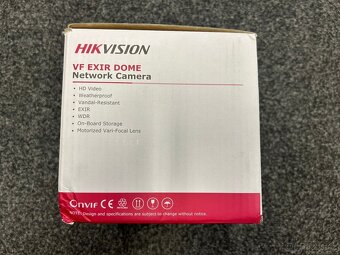 HIKVISION
VF EXIR DOME
Network Camera
• HD Video
• Weatherproof
• Vandal-Resistant
• EXIR
• WDR
• On-Board Storage
• Motorized Vari-Focal Lens
ONVIF CE
NOTE: Design and specifications are subject to change without notice.